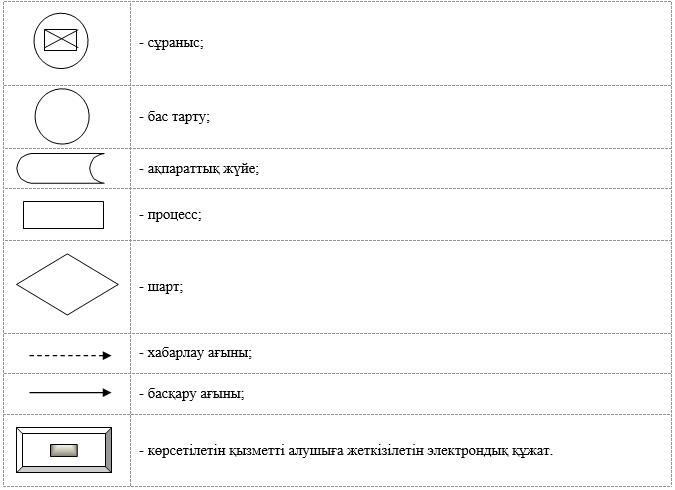 - сұраныс;
- бас тарту;
- ақпараттық жүйе;
- процесс;
- шарт;
- хабарлау ағыны;
- басқару ағыны;
- көрсетілетін қызметті алушыға жеткізілетін электрондық құжат.